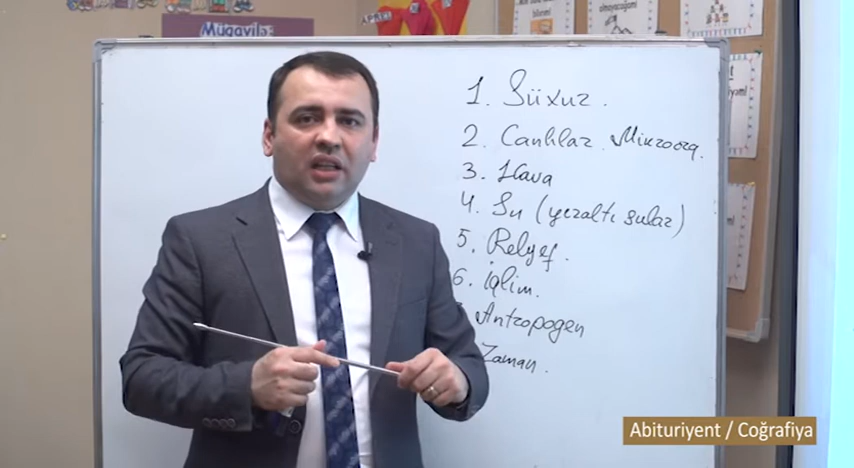 Müqavilə
1. Süxur.
2. Canlılar. Mikroorq.
3. Hava
4. Su (yeraltı sular)
5. Relyef.
6. İqlim.
Antropogen
Zaman.
Abituriyent / Coğrafiya